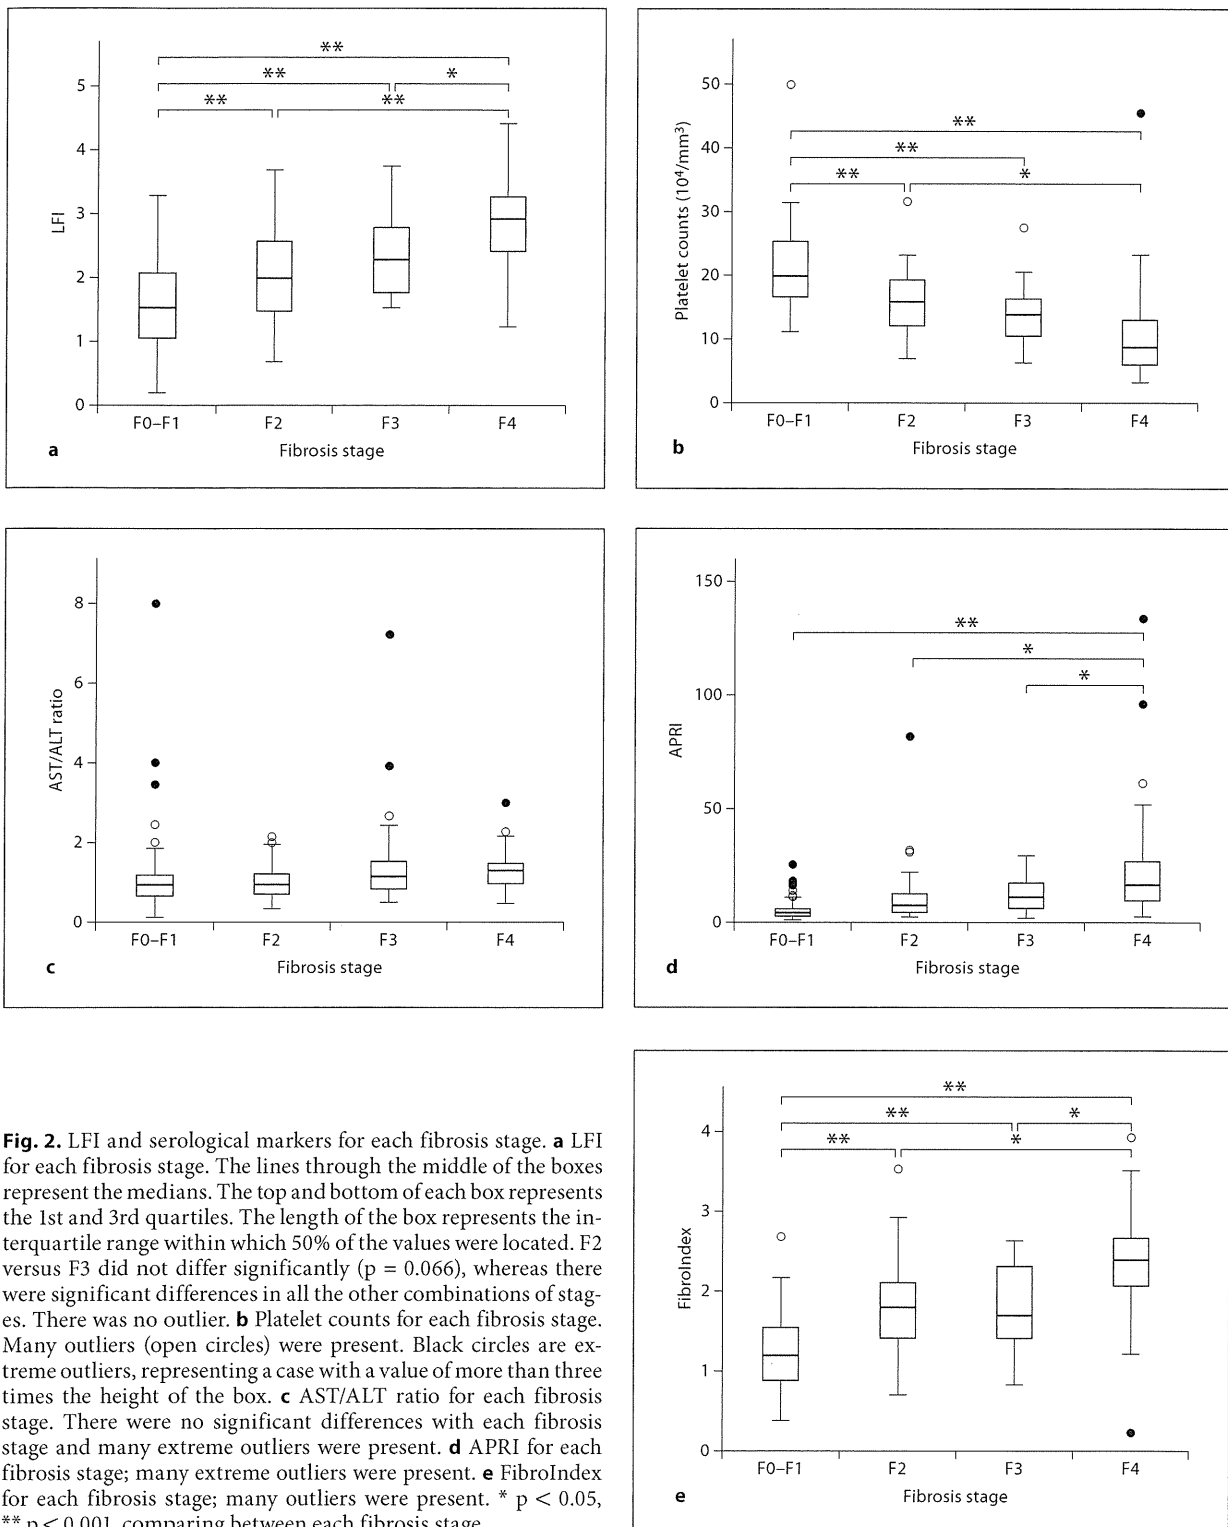 **
**
*
**
**
5
4
3
2
1
0
LFI
F0–F1
F2
F3
F4
a
Fibrosis stage
50
40
30
20
10
0
Platelet counts (10⁴/mm³)
**
**
**
*
F0–F1
F2
F3
F4
b
Fibrosis stage
8
6
4
2
0
AST/ALT ratio
F0–F1
F2
F3
F4
c
Fibrosis stage
150
100
50
0
APRI
**
*
*
F0–F1
F2
F3
F4
d
Fibrosis stage
**
**
*
**
*
4
3
2
1
0
FibroIndex
F0–F1
F2
F3
F4
e
Fibrosis stage
Fig. 2. LFI and serological markers for each fibrosis stage. a LFI
for each fibrosis stage. The lines through the middle of the boxes
represent the medians. The top and bottom of each box represents
the 1st and 3rd quartiles. The length of the box represents the in-
terquartile range within which 50% of the values were located. F2
versus F3 did not differ significantly (p = 0.066), whereas there
were significant differences in all the other combinations of stag-
es. There was no outlier. b Platelet counts for each fibrosis stage.
Many outliers (open circles) were present. Black circles are ex-
treme outliers, representing a case with a value of more than three
times the height of the box. c AST/ALT ratio for each fibrosis
stage. There were no significant differences with each fibrosis
stage and many extreme outliers were present. d APRI for each
fibrosis stage; many extreme outliers were present. e FibroIndex
for each fibrosis stage; many outliers were present. * p < 0.05,
** p < 0.001, comparing between each fibrosis stage.